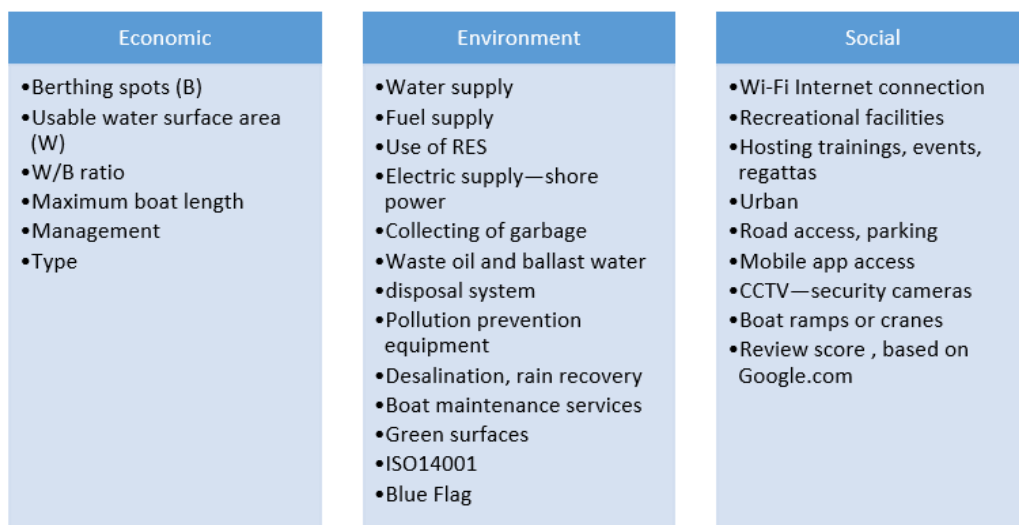 Economic
•Berthing spots (B)
•Usable water surface area
(W)
•W/B ratio
•Maximum boat length
•Management
•Type
Environment
•Water supply
•Fuel supply
•Use of RES
•Electric supply—shore
power
•Collecting of garbage
•Waste oil and ballast water
•disposal system
•Pollution prevention
equipment
•Desalination, rain recovery
•Boat maintenance services
•Green surfaces
•ISO14001
•Blue Flag
Social
•Wi-Fi Internet connection
•Recreational facilities
•Hosting trainings, events,
regattas
•Urban
•Road access, parking
•Mobile app access
•CCTV—security cameras
•Boat ramps or cranes
•Review score , based on
Google.com